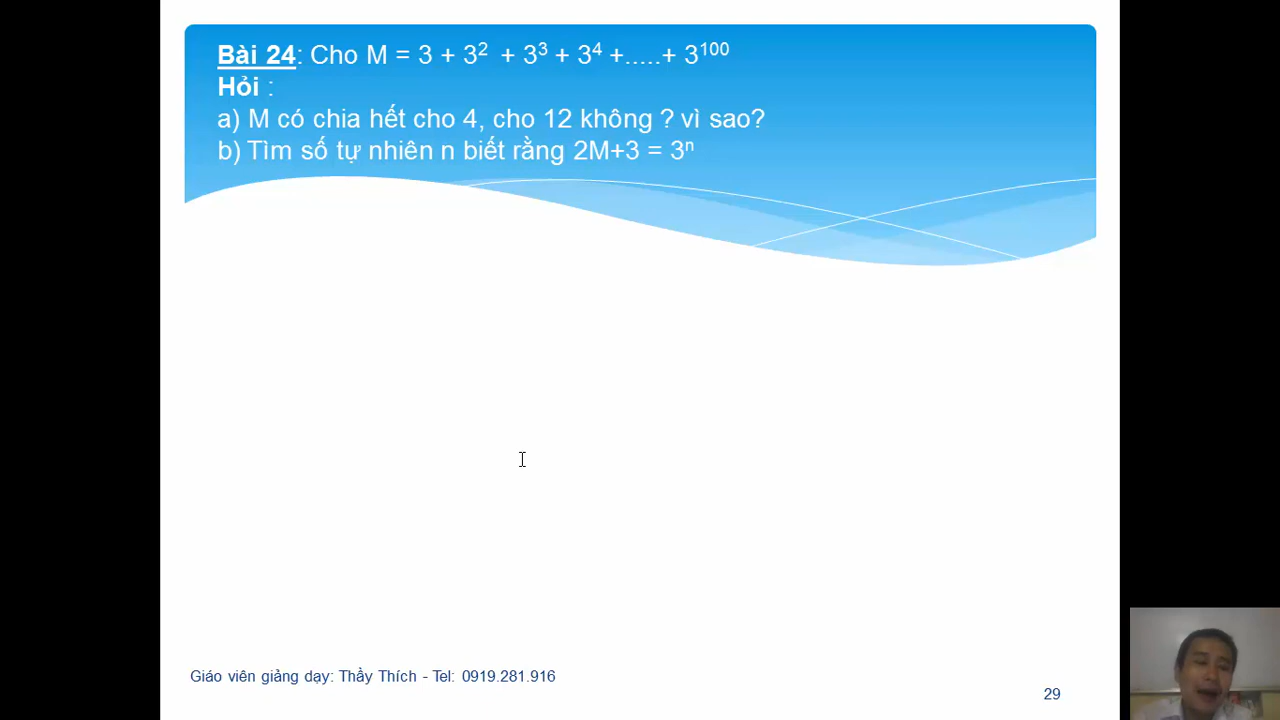 Bài 24: Cho M = 3 + 3² + 3³ + 3⁴ +.....+ 3¹⁰⁰
Hỏi :
a) M có chia hết cho 4, cho 12 không ? vì sao?
b) Tìm số tự nhiên n biết rằng 2M+3 = 3ⁿ
Giáo viên giảng dạy: Thầy Thích - Tel: 0919.281.916
29